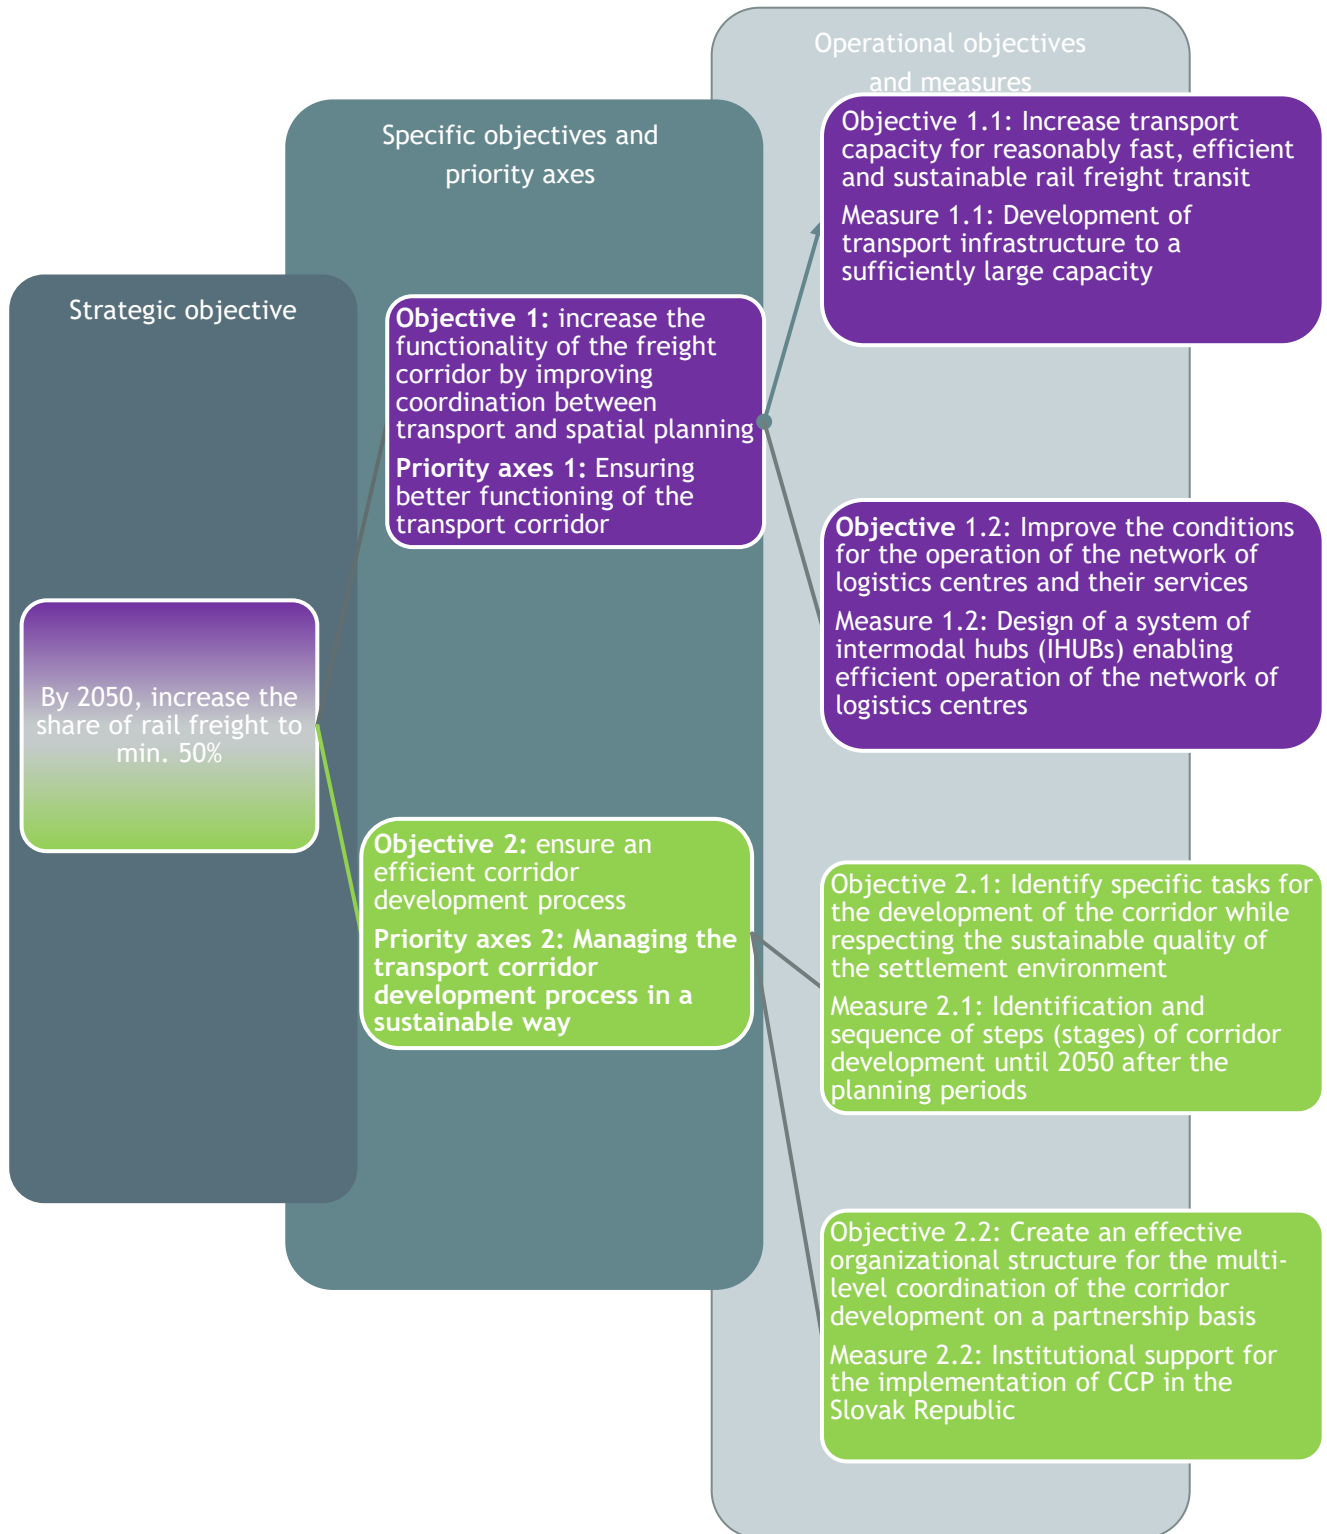 Strategic objective
By 2050, increase the
share of rail freight to
min. 50%
Specific objectives and
priority axes
Objective 1: increase the
functionality of the freight
corridor by improving
coordination between
transport and spatial planning
Priority axes 1: Ensuring
better functioning of the
transport corridor
Objective 2: ensure an
efficient corridor
development process
Priority axes 2: Managing the
transport corridor
development process in a
sustainable way
Operational objectives
and measures
Objective 1.1: Increase transport
capacity for reasonably fast, efficient
and sustainable rail freight transit
Measure 1.1: Development of
transport infrastructure to a
sufficiently large capacity
Objective 1.2: Improve the conditions
for the operation of the network of
logistics centres and their services
Measure 1.2: Design of a system of
intermodal hubs (IHUBs) enabling
efficient operation of the network of
logistics centres
Objective 2.1: Identify specific tasks for
the development of the corridor while
respecting the sustainable quality of
the settlement environment
Measure 2.1: Identification and
sequence of steps (stages) of corridor
development until 2050 after the
planning periods
Objective 2.2: Create an effective
organizational structure for the multi-
level coordination of the corridor
development on a partnership basis
Measure 2.2: Institutional support for
the implementation of CCP in the
Slovak Republic